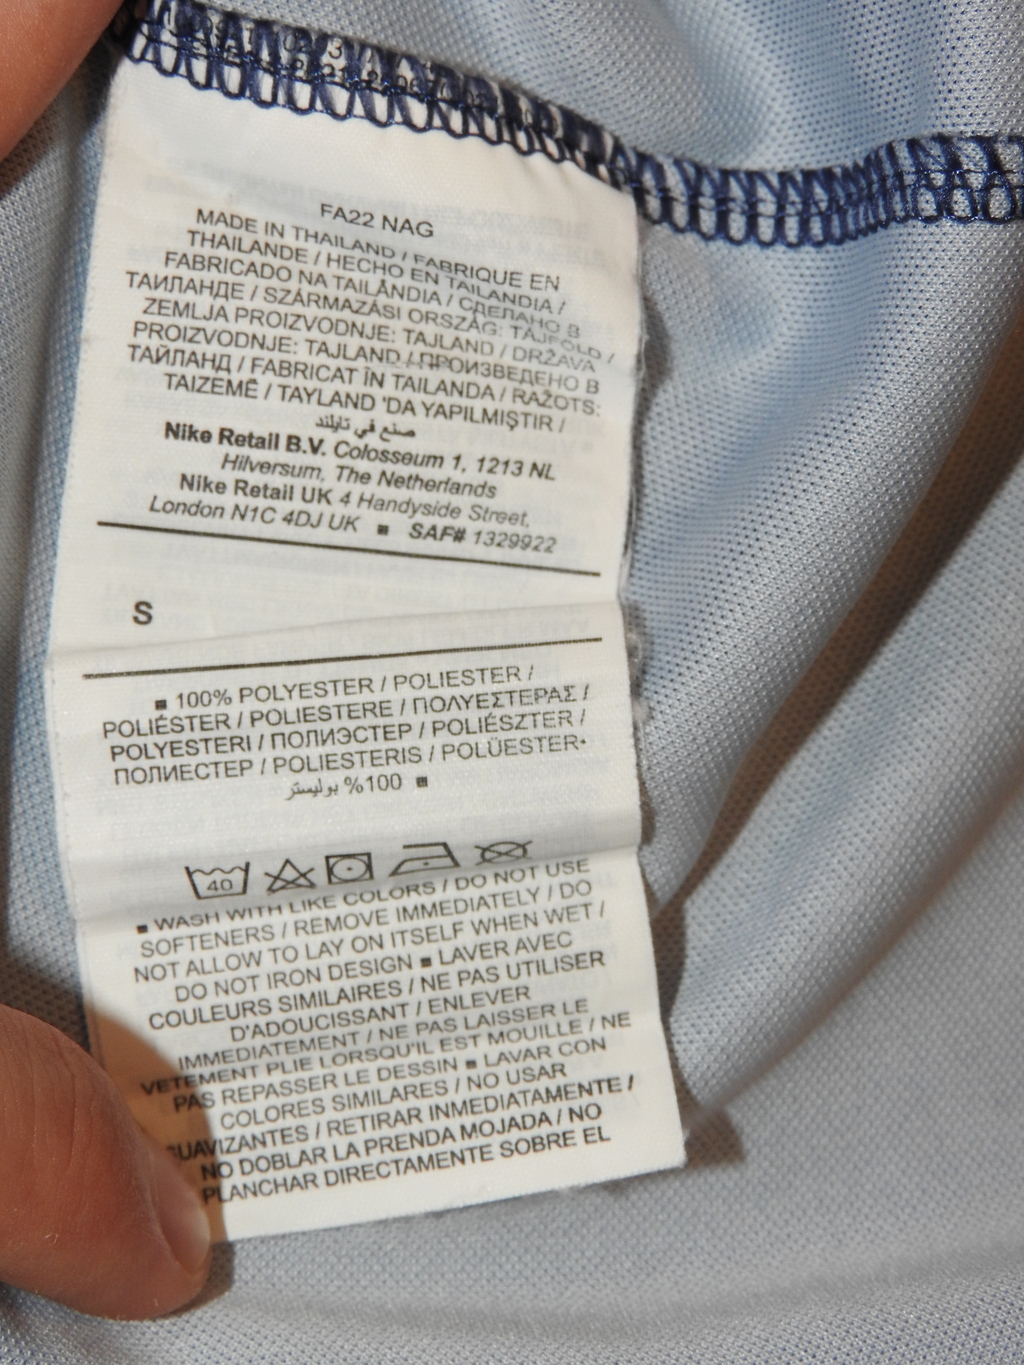 FA22 NAG
MADE IN THAILAND / FABRIQUE EN
THAILANDE / HECHO EN TAILANDIA /
FABRICADO NA TAILÂNDIA / СДЕЛАНО В
ТАИЛАНДЕ / SZÁRMAZÁSI ORSZÁG: TAJFÖLD /
ZEMLJA PROIZVODNJE: TAJLAND / DRŽAVA
PROIZVODNJE: TAJLAND / ПРОИЗВЕДЕНО В
ТАЙЛАНД / FABRICAT ÎN TAILANDA / RAŽOTS:
TAIZEMĒ / TAYLAND 'DA YAPILMIŞTIR /
صنع في تايلند
Nike Retail B.V. Colosseum 1, 1213 NL
Hilversum, The Netherlands
Nike Retail UK 4 Handyside Street,
London N1C 4DJ UK ■ SAF# 1329922
S
■ 100% POLYESTER / POLIESTER /
POLIÉSTER / POLIESTERE / ΠΟΛΥΕΣΤΕΡΑΣ /
POLYESTERI / ПОЛИЭСТЕР / POLIÉSZTER /
ПОЛИЕСТЕР / POLIESTERIS / POLÜESTER•
100% بوليستر ■
40
■ WASH WITH LIKE COLORS / DO NOT USE
SOFTENERS / REMOVE IMMEDIATELY / DO
NOT ALLOW TO LAY ON ITSELF WHEN WET /
DO NOT IRON DESIGN ■ LAVER AVEC
COULEURS SIMILAIRES / NE PAS UTILISER
D'ADOUCISSANT / ENLEVER
IMMEDIATEMENT / NE PAS LAISSER LE
VETEMENT PLIE LORSQU'IL EST MOUILLE / NE
PAS REPASSER LE DESSIN ■ LAVAR CON
COLORES SIMILARES / NO USAR
SUAVIZANTES / RETIRAR INMEDIATAMENTE /
NO DOBLAR LA PRENDA MOJADA / NO
PLANCHAR DIRECTAMENTE SOBRE EL